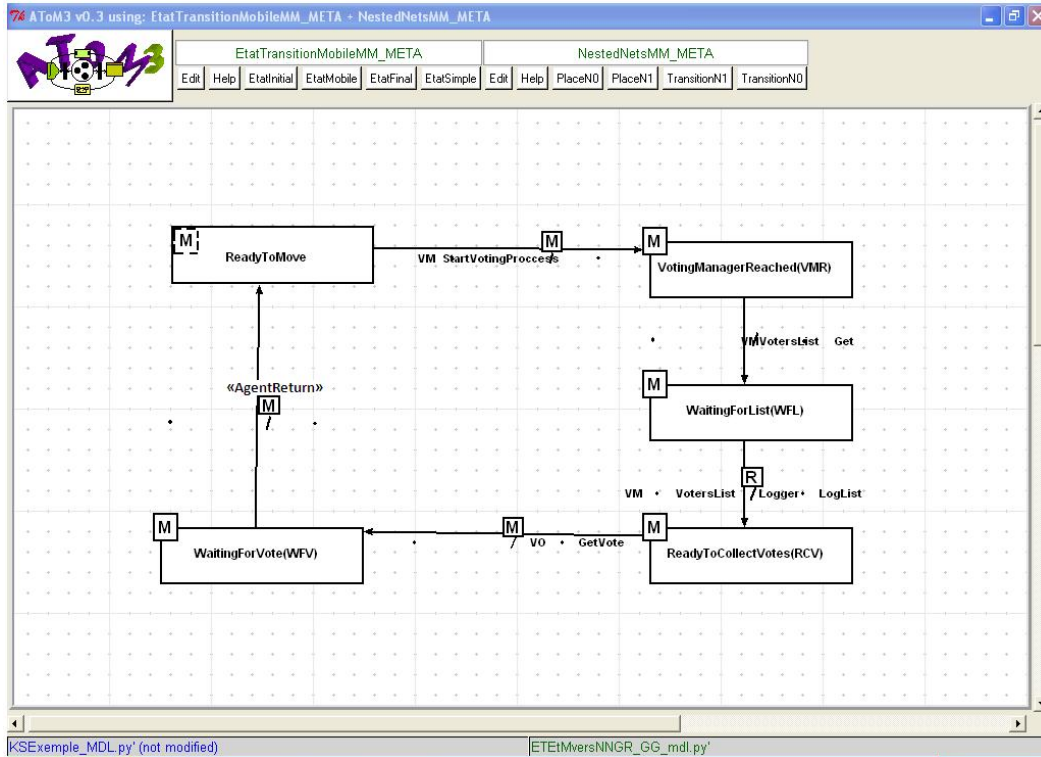 AToM3 v0.3 using: EtatTransitionMobileMM_META + NestedNetsMM_META
AToM3
EtatTransitionMobileMM_META NestedNetsMM_META
Edit Help EtatInitial EtatMobile EtatFinal EtatSimple Edit Help PlaceN0 PlaceN1 TransitionN1 TransitionN0
M
ReadyToMove
M
VM StartVotingProccess
M
VotingManagerReached(VMR)
/ VMVotersList Get
M
WaitingForList(WFL)
R
VM VotersList /Logger LogList
M
ReadyToCollectVotes(RCV)
M
/ VO GetVote
M
WaitingForVote(WFV)
«AgentReturn»
M
/
KSExemple_MDL.py' (not modified) ETEtMversNNGR_GG_mdl.py'